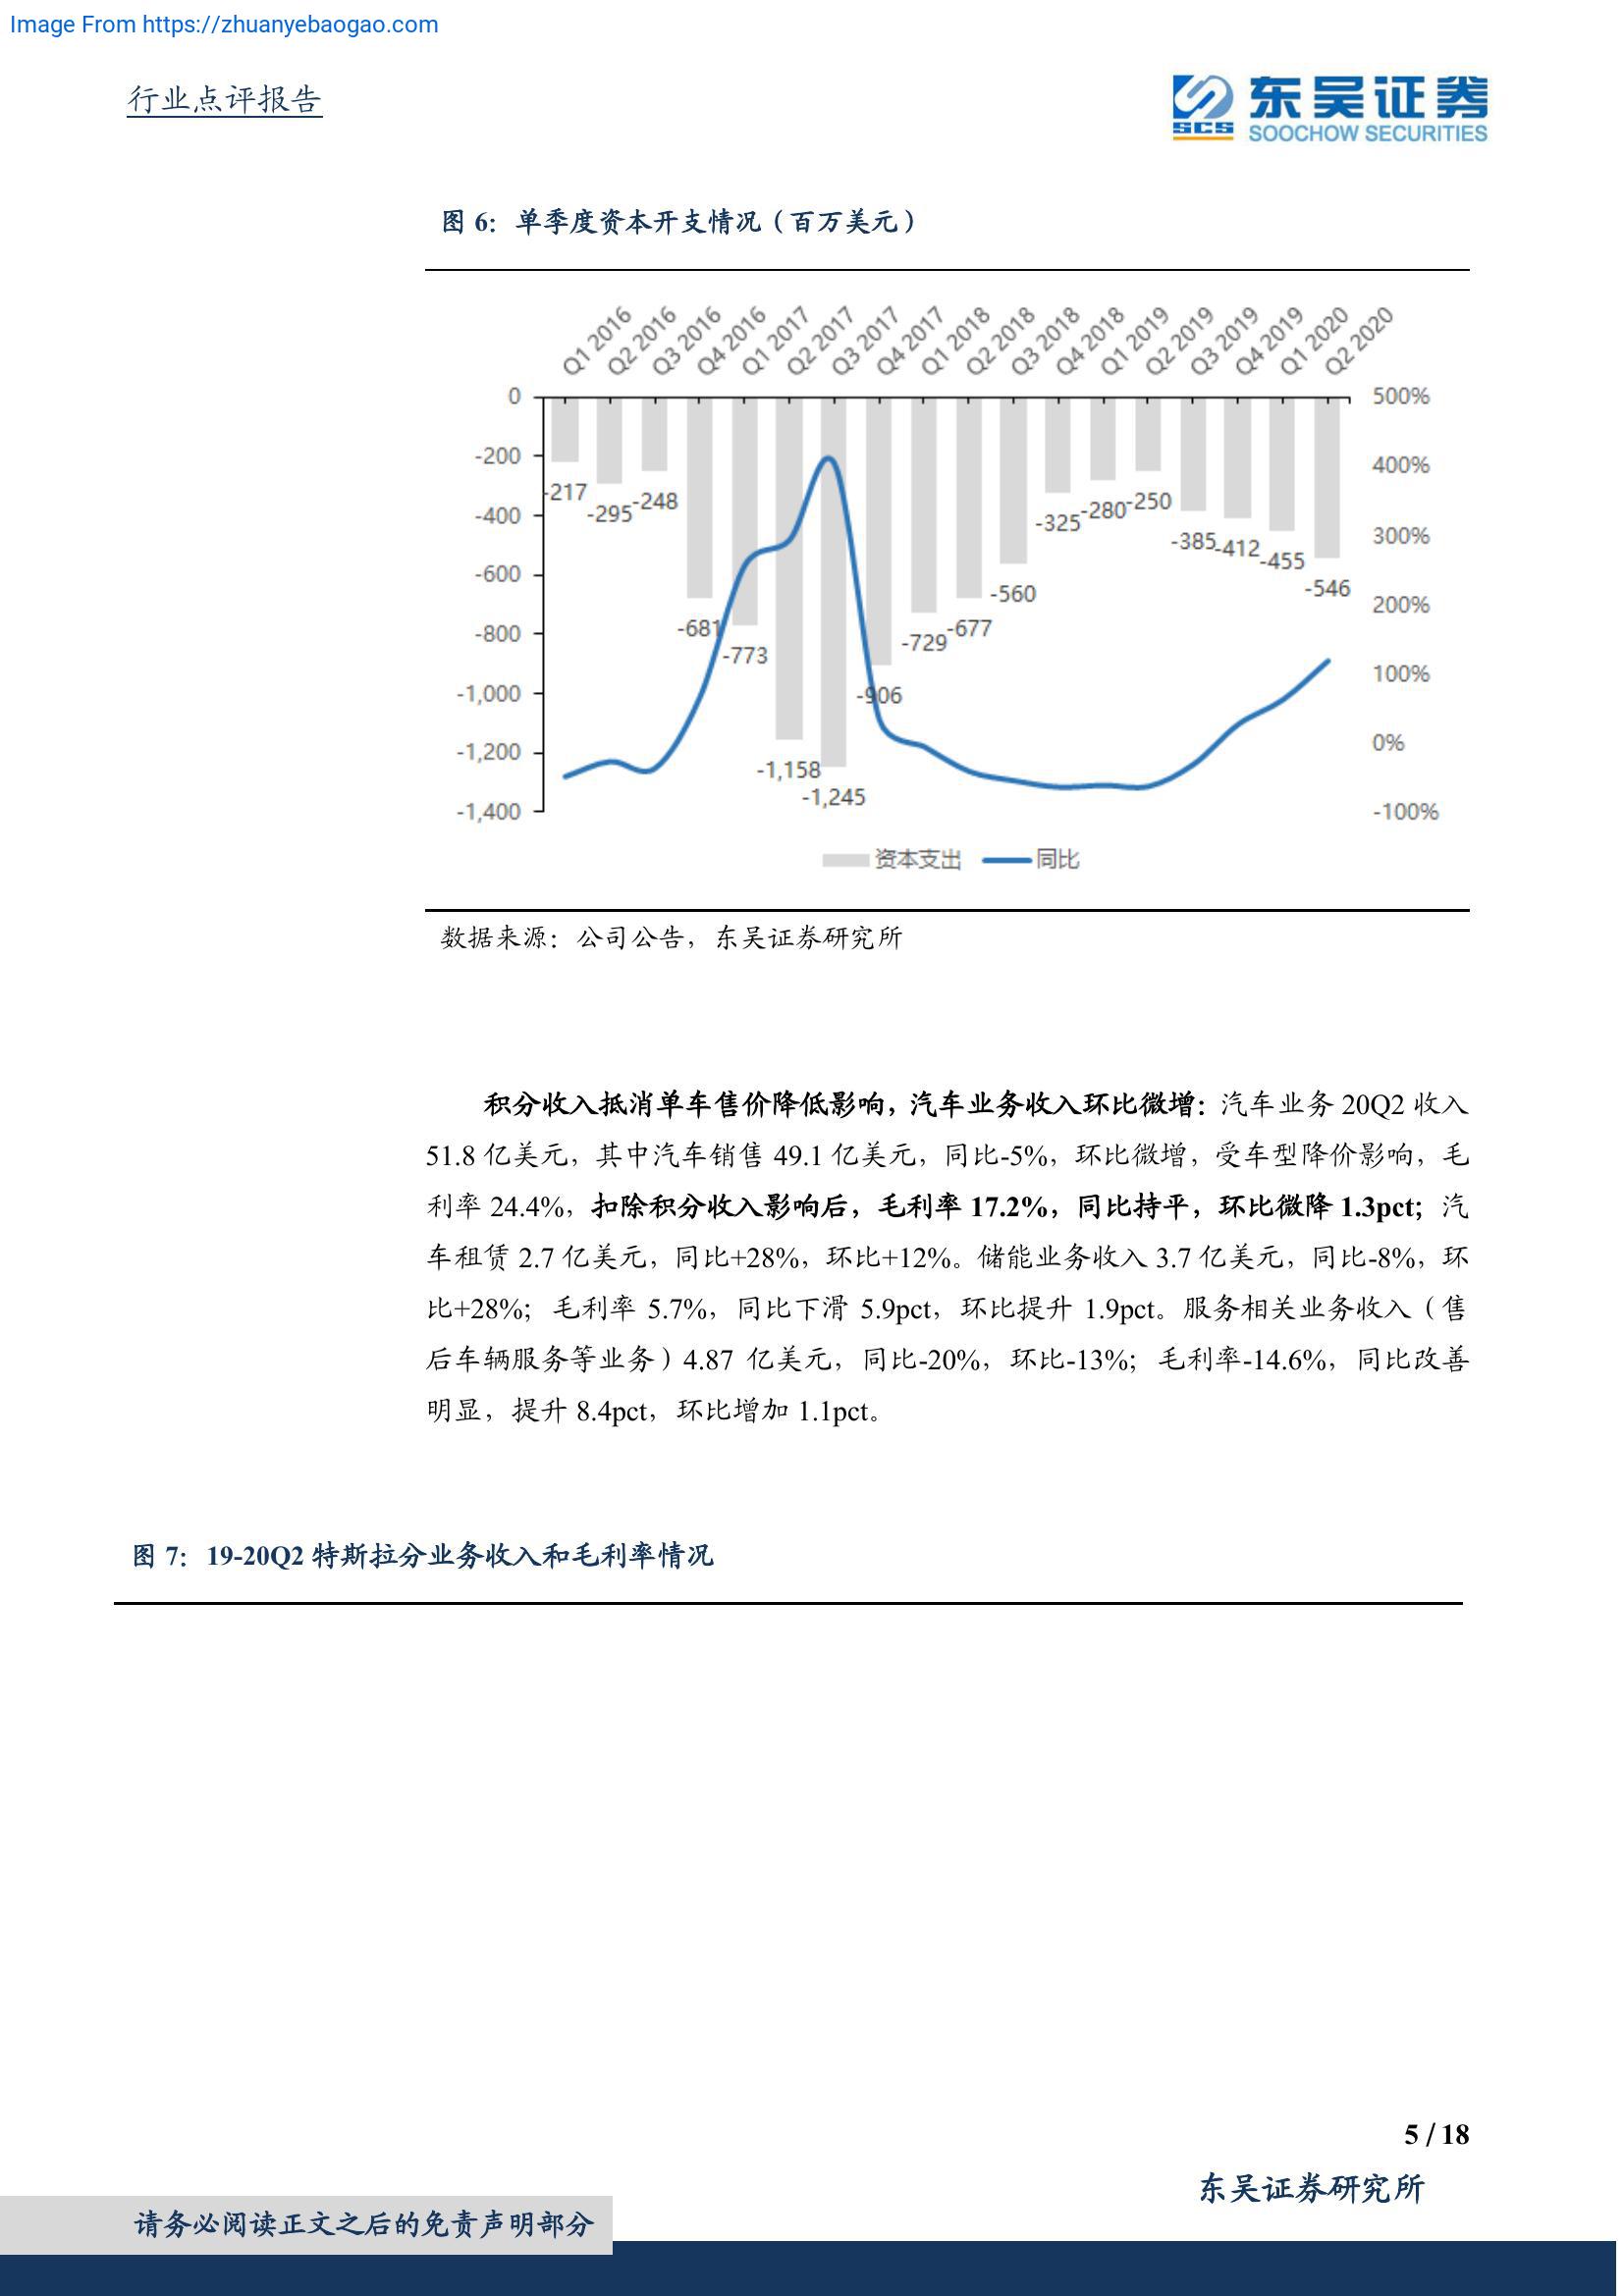 Image From https://zhuanyebaogao.com
行业点评报告
SCS
东吴证券
SOOCHOW SECURITIES
图 6：单季度资本开支情况（百万美元）
Q1 2016
Q2 2016
Q3 2016
Q4 2016
Q1 2017
Q2 2017
Q3 2017
Q4 2017
Q1 2018
Q2 2018
Q3 2018
Q4 2018
Q1 2019
Q2 2019
Q3 2019
Q4 2019
Q1 2020
Q2 2020
0
-200
-400
-600
-800
-1,000
-1,200
-1,400
500%
400%
300%
200%
100%
0%
-100%
-217
-295
-248
-681
-773
-1,158
-1,245
-906
-729
-677
-560
-325
-280
-250
-385
-412
-455
-546
资本支出
同比
数据来源：公司公告，东吴证券研究所
积分收入抵消单车售价降低影响，汽车业务收入环比微增：汽车业务 20Q2 收入
51.8 亿美元，其中汽车销售 49.1 亿美元，同比-5%，环比微增，受车型降价影响，毛
利率 24.4%，扣除积分收入影响后，毛利率 17.2%，同比持平，环比微降 1.3pct；汽
车租赁 2.7 亿美元，同比+28%，环比+12%。储能业务收入 3.7 亿美元，同比-8%，环
比+28%；毛利率 5.7%，同比下滑 5.9pct，环比提升 1.9pct。服务相关业务收入（售
后车辆服务等业务）4.87 亿美元，同比-20%，环比-13%；毛利率-14.6%，同比改善
明显，提升 8.4pct，环比增加 1.1pct。
图 7：19-20Q2 特斯拉分业务收入和毛利率情况
5 / 18
东吴证券研究所
请务必阅读正文之后的免责声明部分